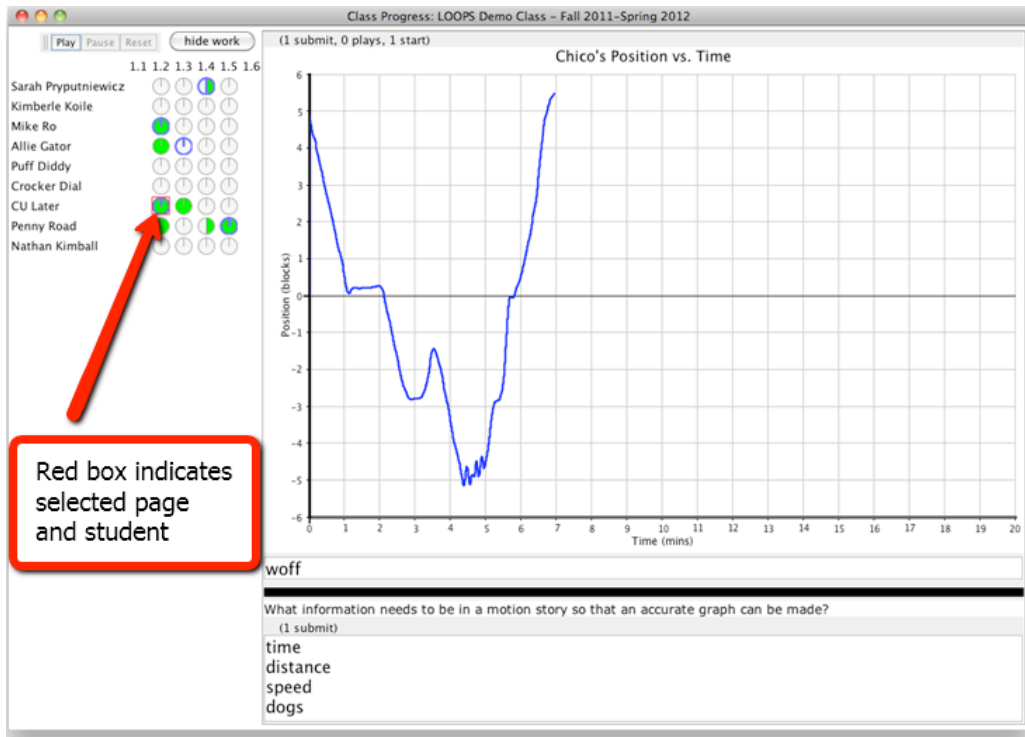 Class Progress: LOOPS Demo Class – Fall 2011–Spring 2012
Play Pause Reset hide work
1.1 1.2 1.3 1.4 1.5 1.6
Sarah Pryputniewicz
Kimberle Koile
Mike Ro
Allie Gator
Puff Diddy
Crocker Dial
CU Later
Penny Road
Nathan Kimball
Red box indicates
selected page
and student
(1 submit, 0 plays, 1 start)
Chico's Position vs. Time
6
5
4
3
2
1
0
-1
-2
-3
-4
-5
-6
Position (blocks)
0 1 2 3 4 5 6 7 8 9 10 11 12 13 14 15 16 17 18 19 20
Time (mins)
woff
What information needs to be in a motion story so that an accurate graph can be made?
(1 submit)
time
distance
speed
dogs